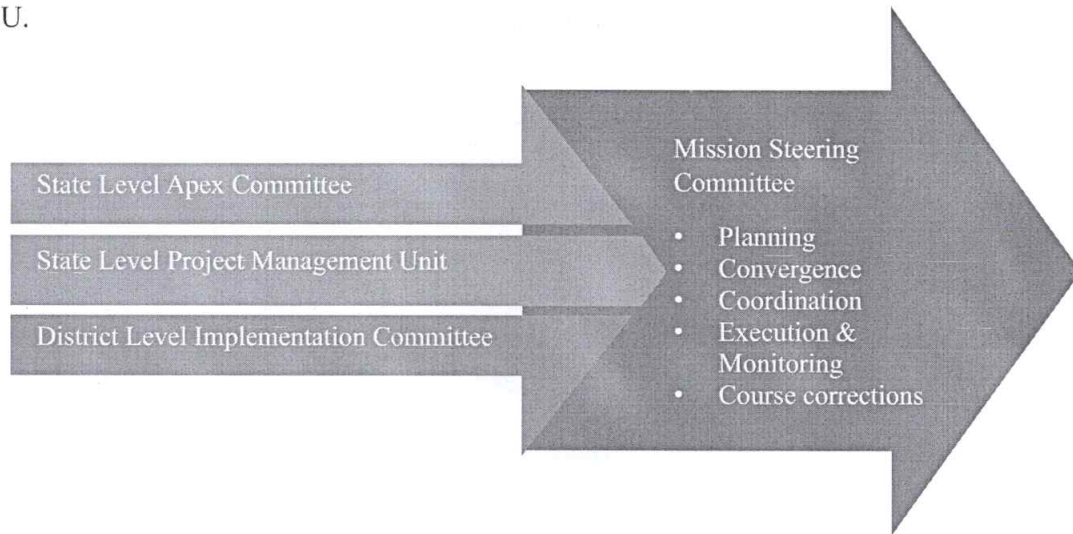 U.
State Level Apex Committee
State Level Project Management Unit
District Level Implementation Committee
Mission Steering
Committee
• Planning
• Convergence
• Coordination
• Execution &
Monitoring
• Course corrections